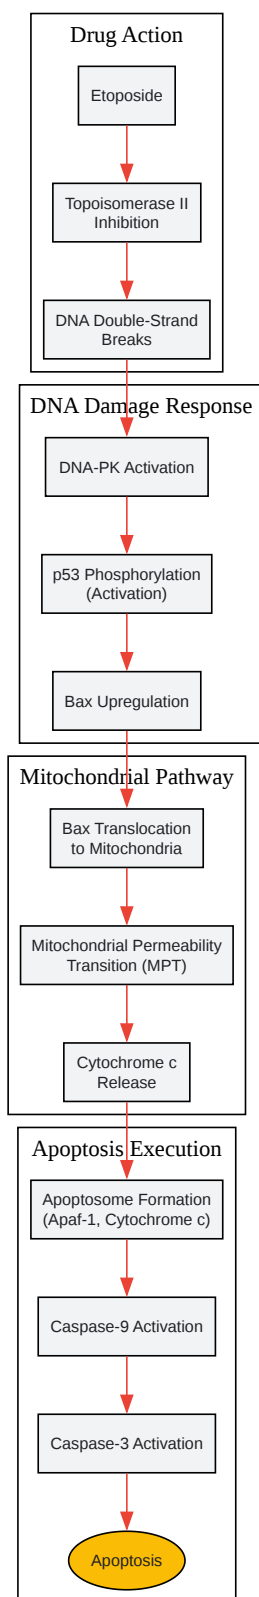 Drug Action
Etoposide
Topoisomerase II
Inhibition
DNA Double-Strand
Breaks
DNA Damage Response
DNA-PK Activation
p53 Phosphorylation
(Activation)
Bax Upregulation
Mitochondrial Pathway
Bax Translocation
to Mitochondria
Mitochondrial Permeability
Transition (MPT)
Cytochrome c
Release
Apoptosis Execution
Apoptosome Formation
(Apaf-1, Cytochrome c)
Caspase-9 Activation
Caspase-3 Activation
Apoptosis